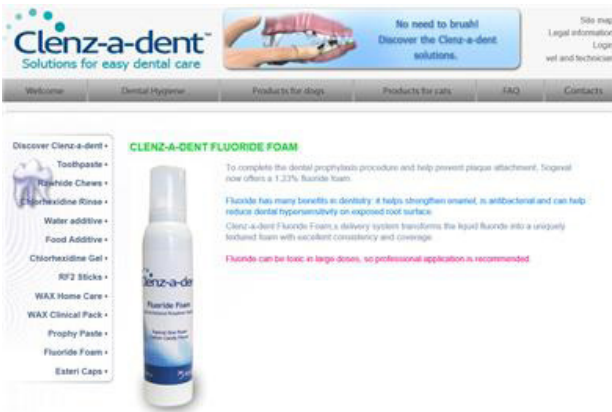 Clenz-a-dent™
Solutions for easy dental care
No need to brush!
Discover the Clenz-a-dent
solutions.
Site map
Legal information
Login
vet and technician
Welcome
Dental Hygiene
Products for dogs
Products for cats
FAQ
Contacts
Discover Clenz-a-dent
Toothpaste
Rawhide Chews
Chlorhexidine Rinse
Water additive
Food Additive
Chlorhexidine Gel
RF2 Sticks
WAX Home Care
WAX Clinical Pack
Prophy Paste
Fluoride Foam
Esteri Caps
CLENZ-A-DENT FLUORIDE FOAM
To complete the dental prophylaxis procedure and help prevent plaque attachment, Sogeval
now offers a 1.23% fluoride foam.
Fluoride has many benefits in dentistry: it helps strengthen enamel, is antibacterial and can help
reduce dental hypersensitivity on exposed root surface.
Clenz-a-dent Fluoride Foam,s delivery system transforms the liquid fluoride into a uniquely
textured foam with excellent consistency and coverage.
Fluoride can be toxic in large doses, so professional application is recommended.
lenz-a-de
Fluoride Foam